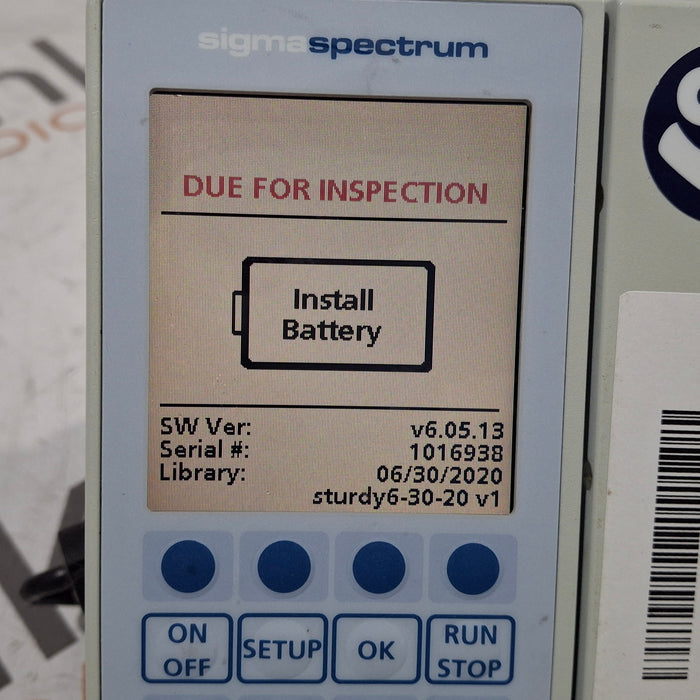 sigmaspectrum
DUE FOR INSPECTION
Install
Battery
SW Ver: v6.05.13
Serial #: 1016938
Library: 06/30/2020
sturdy6-30-20 v1
ON
OFF
SETUP
OK
RUN
STOP